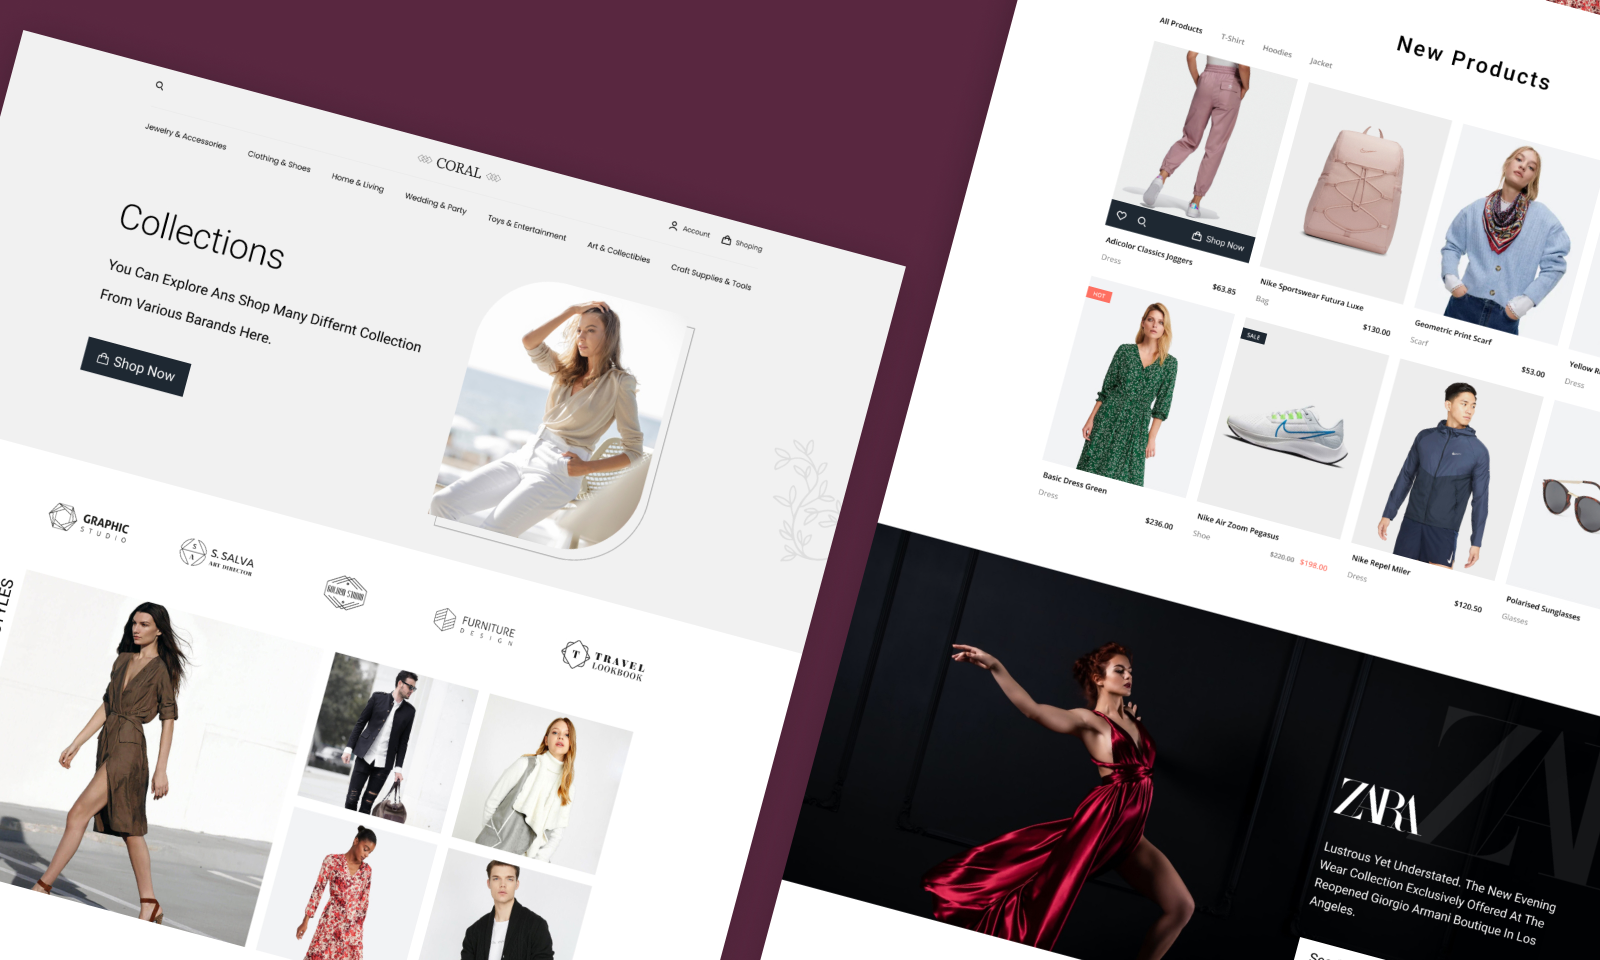 CORAL
Account
Shoping
Jewelry & Accessories
Clothing & Shoes
Home & Living
Wedding & Party
Toys & Entertainment
Art & Collectibles
Craft Supplies & Tools
Collections
You Can Explore Ans Shop Many Differnt Collection
From Various Barands Here.
Shop Now
GRAPHIC
STUDIO
S
A
S. SALVA
ART DIRECTOR
GOLDEN STUDIO
FURNITURE
DESIGN
T
TRAVEL
LOOKBOOK
All Products
T-Shirt
Hoodies
Jacket
New Products
Shop Now
Adicolor Classics Joggers
Dress
$63.85
Nike Sportswear Futura Luxe
Bag
$130.00
Geometric Print Scarf
Scarf
$53.00
Dress
HOT
Basic Dress Green
Dress
$236.00
SALE
Nike Air Zoom Pegasus
Shoe
$220.00 $198.00
Nike Repel Miler
Dress
$120.50
Polarised Sunglasses
Glasses
ZARA
Lustrous Yet Understated. The New Evening
Wear Collection Exclusively Offered At The
Reopened Giorgio Armani Boutique In Los
Angeles.